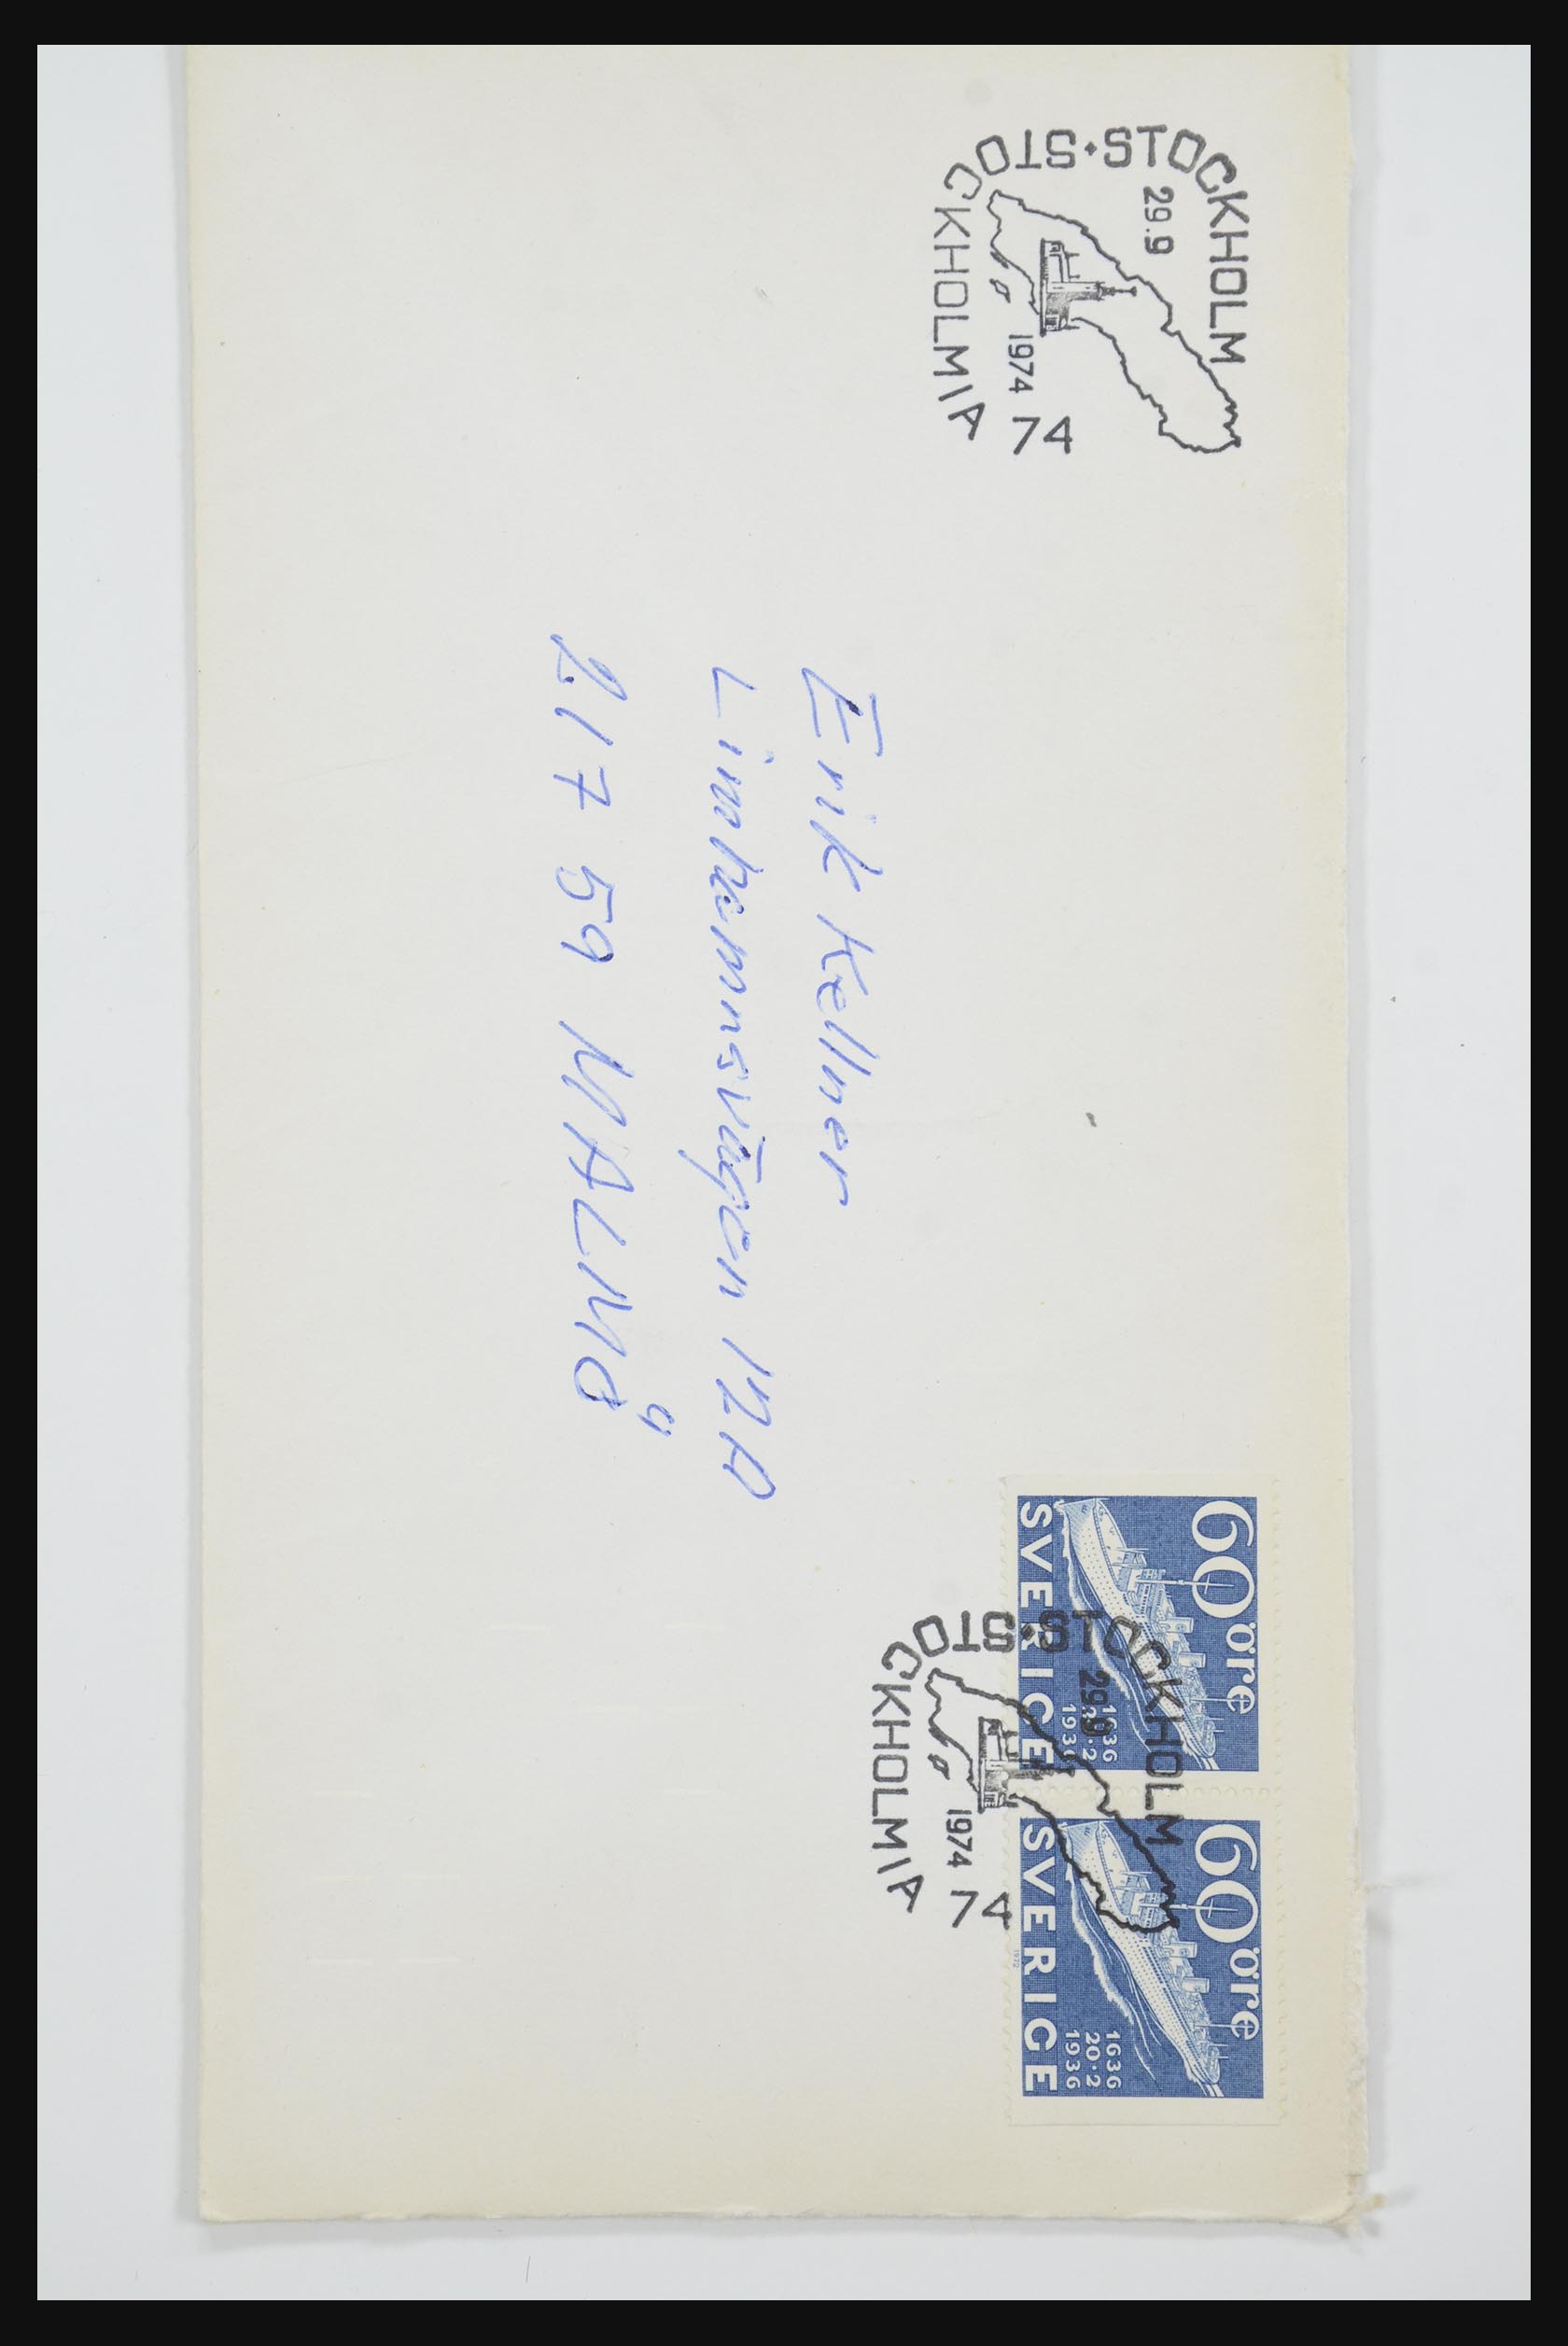 STOCKHOLM
29.9
1974
STOCKHOLMIA 74
Erik Kellner
Limhamnsvägen 12A
217 59 MALMÖ
60 öre
1636
20·2
1936
SVERIGE
60 öre
1636
20·2
1936
SVERIGE
1972
STOCKHOLM
29.9
1974
STOCKHOLMIA 74